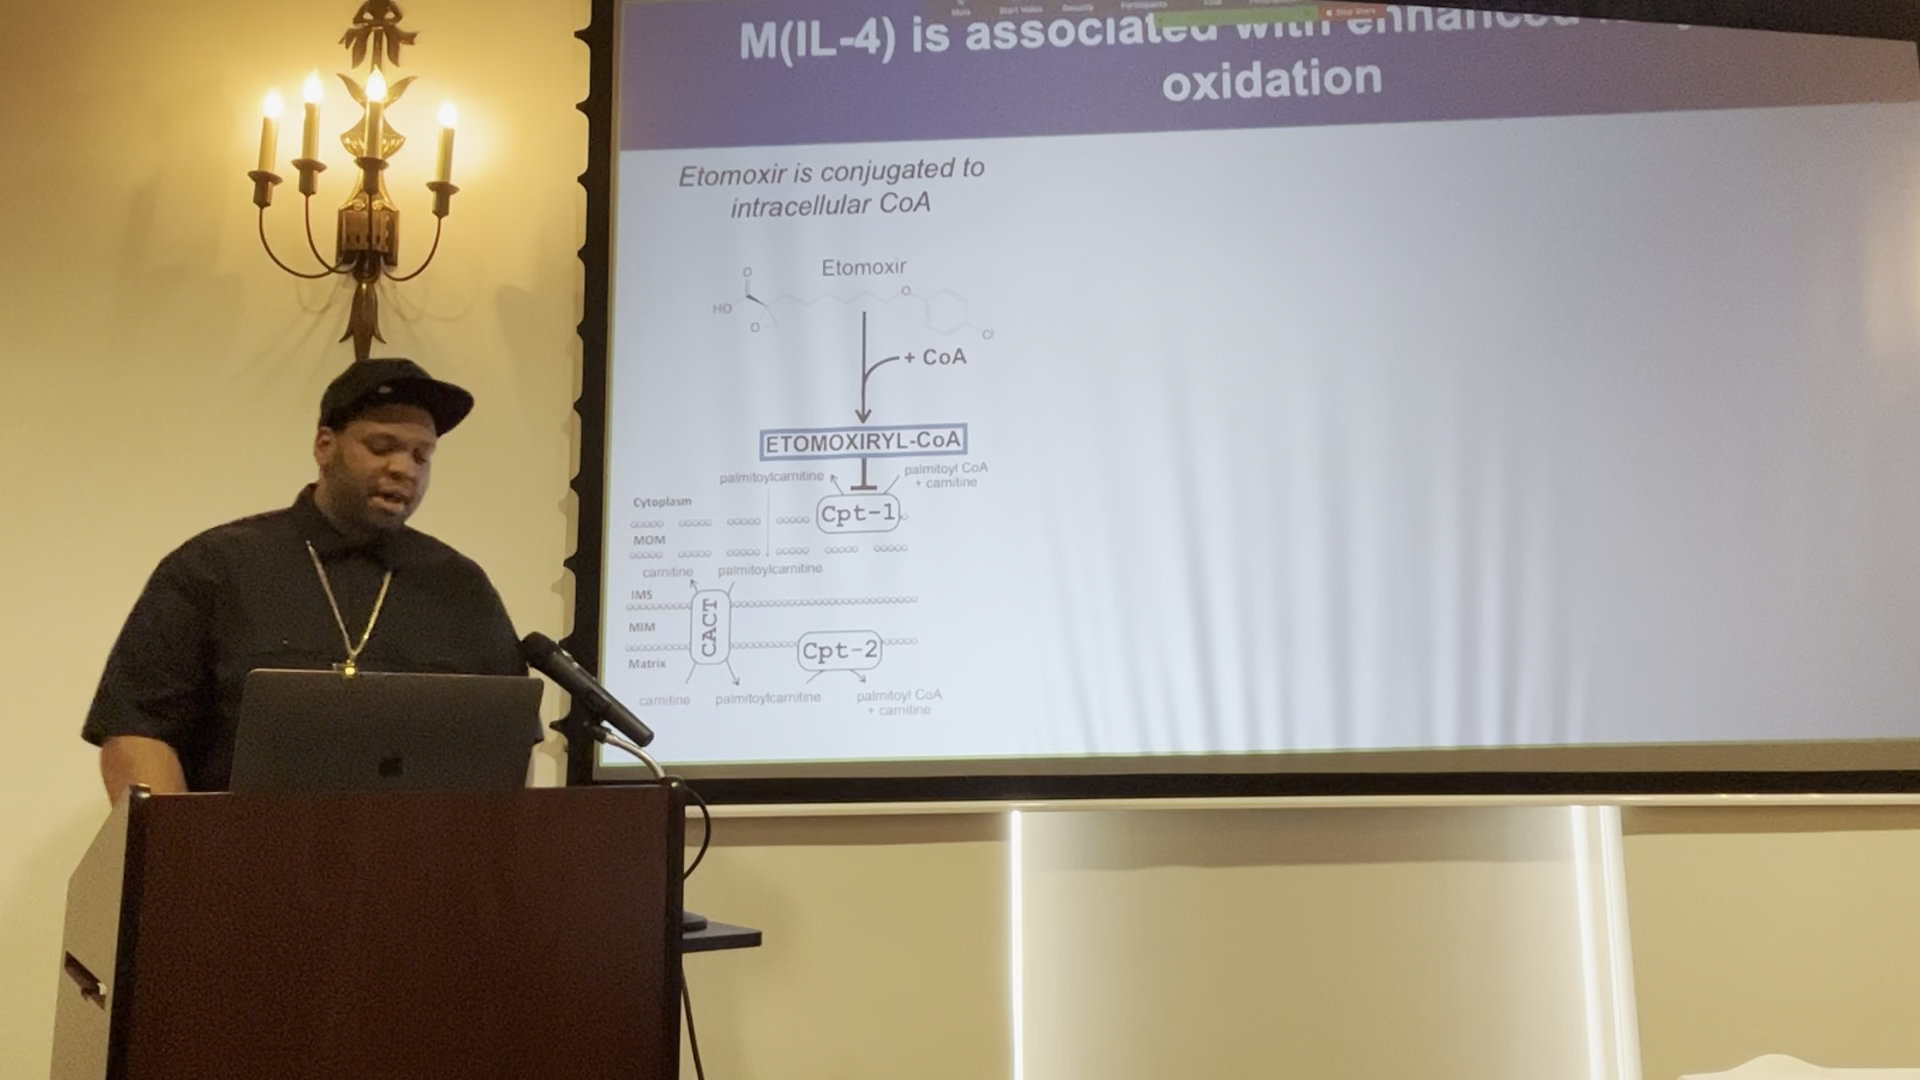 M(IL-4) is associated with enhanced
oxidation
Etomoxir is conjugated to
intracellular CoA
Etomoxir
O
O
HO
O
Cl
+ CoA
ETOMOXIRYL-CoA
palmitoylcarnitine
palmitoyl CoA
+ carnitine
Cytoplasm
Cpt-1
MOM
carnitine
palmitoylcarnitine
IMS
CACT
MIM
Cpt-2
Matrix
carnitine
palmitoylcarnitine
palmitoyl CoA
+ carnitine